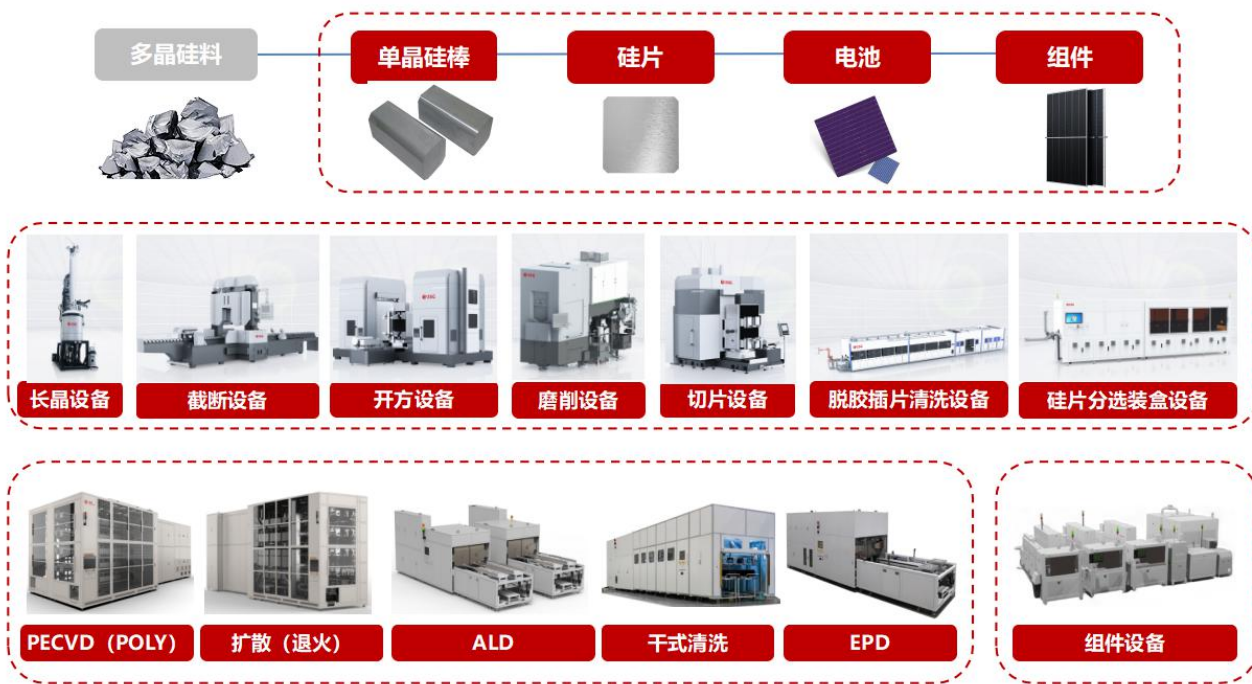 多晶硅料
单晶硅棒
硅片
电池
组件
长晶设备
截断设备
开方设备
磨削设备
切片设备
脱胶插片清洗设备
硅片分选装盒设备
PECVD（POLY）
扩散（退火）
ALD
干式清洗
EPD
组件设备